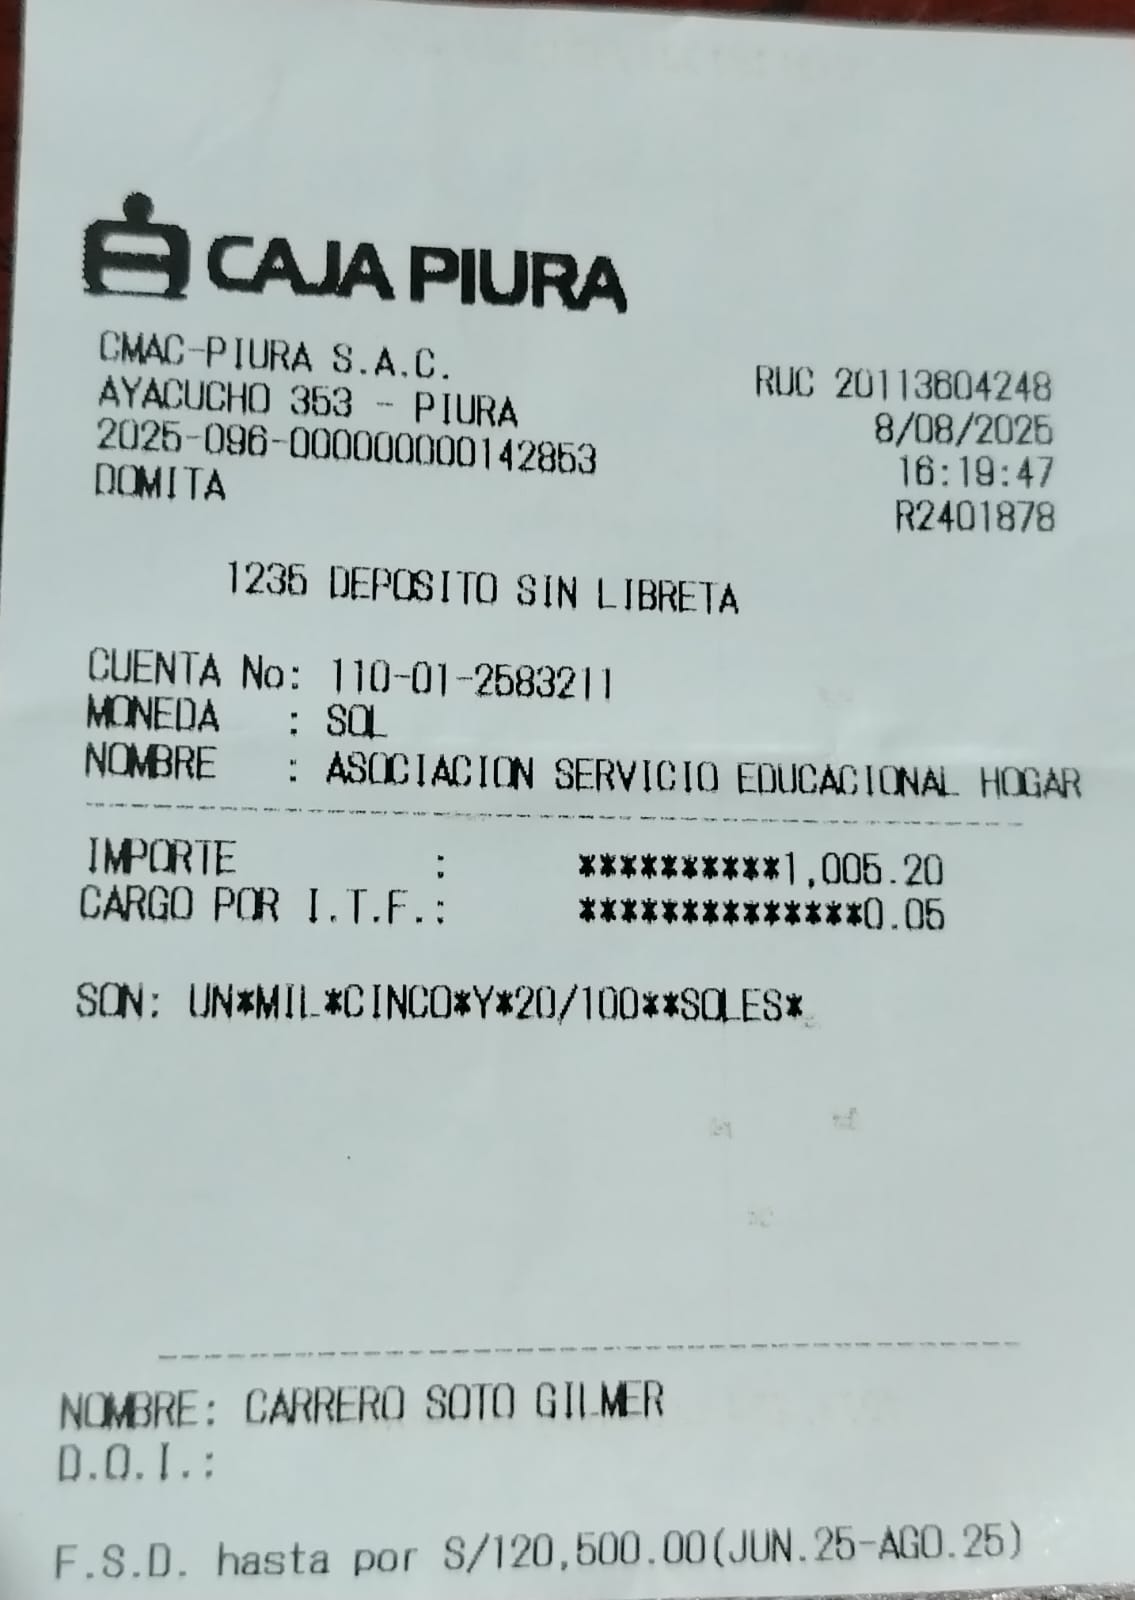 CAJA PIURA
CMAC-PIURA S.A.C.
AYACUCHO 353 - PIURA
RUC 20113604248
2025-096-000000000142853
8/08/2025
DOMITA
16:19:47
R2401878
1235 DEPOSITO SIN LIBRETA
CUENTA No: 110-01-2583211
MONEDA : SOL
NOMBRE : ASOCIACION SERVICIO EDUCACIONAL HOGAR
IMPORTE : **********1,005.20
CARGO POR I.T.F.: **************0.05
SON: UN*MIL*CINCO*Y*20/100**SOLES*
NOMBRE: CARRERO SOTO GILMER
D.O.I.:
F.S.D. hasta por S/120,500.00(JUN.25-AGO.25)